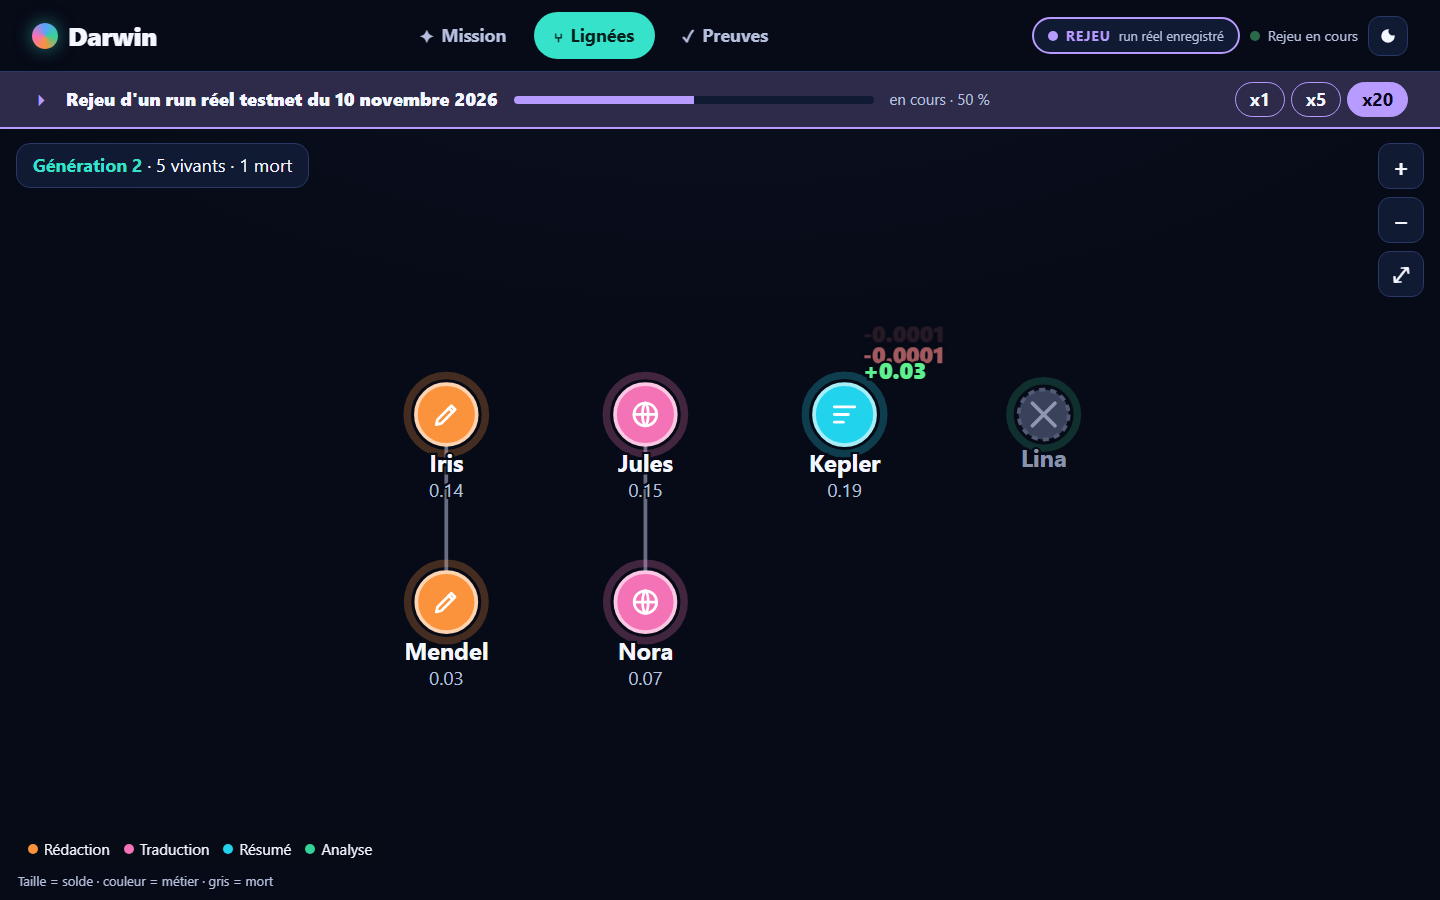 Darwin
Mission
Lignées
Preuves
REJEU run réel enregistré
Rejeu en cours
Rejeu d'un run réel testnet du 10 novembre 2026
en cours · 50 %
x1
x5
x20
Génération 2 · 5 vivants · 1 mort
+
−
-0.0001
-0.0001
+0.03
Iris
0.14
Jules
0.15
Kepler
0.19
Lina
Mendel
0.03
Nora
0.07
Rédaction
Traduction
Résumé
Analyse
Taille = solde · couleur = métier · gris = mort